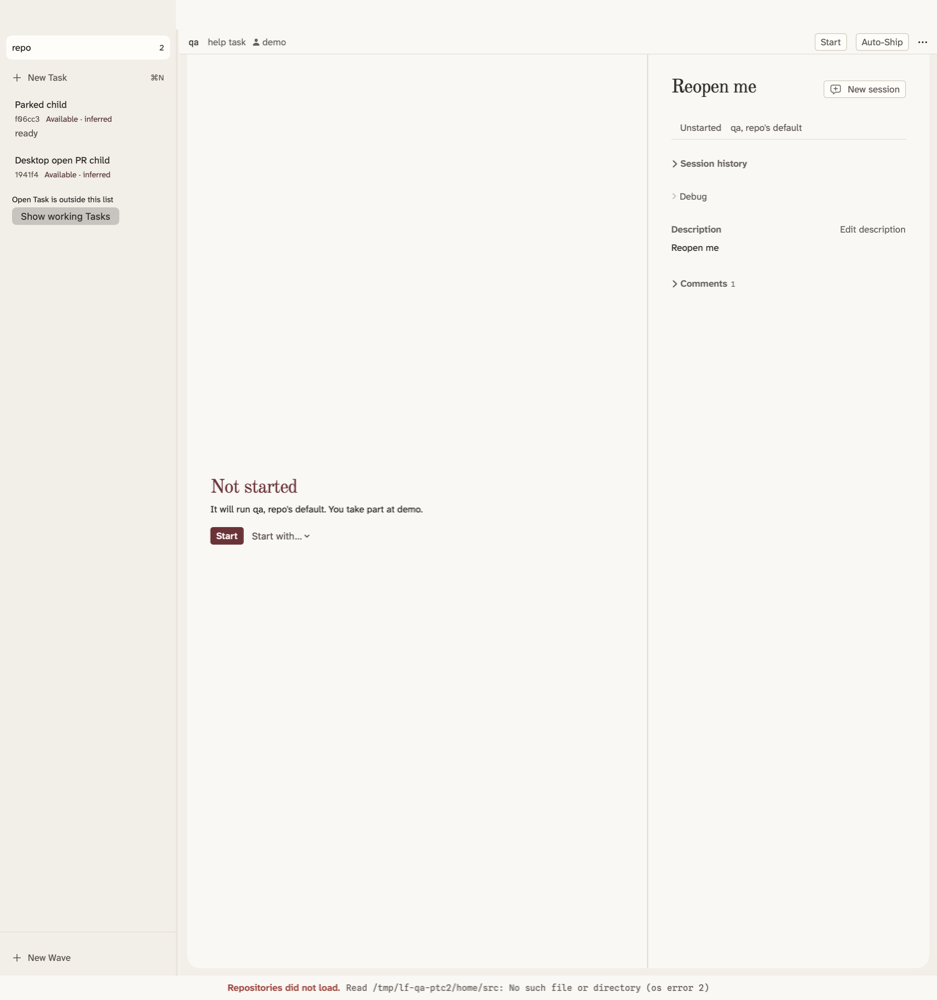 repo 2
+ New Task ⌘N
Parked child
f06cc3 Available · inferred
ready
Desktop open PR child
1941f4 Available · inferred
Open Task is outside this list
Show working Tasks
+ New Wave
qa help task demo
Start Auto-Ship ···
Not started
It will run qa, repo's default. You take part at demo.
Start Start with...
Reopen me
New session
Unstarted qa, repo's default
Session history
Debug
Description Edit description
Reopen me
Comments 1
Repositories did not load. Read /tmp/lf-qa-ptc2/home/src: No such file or directory (os error 2)